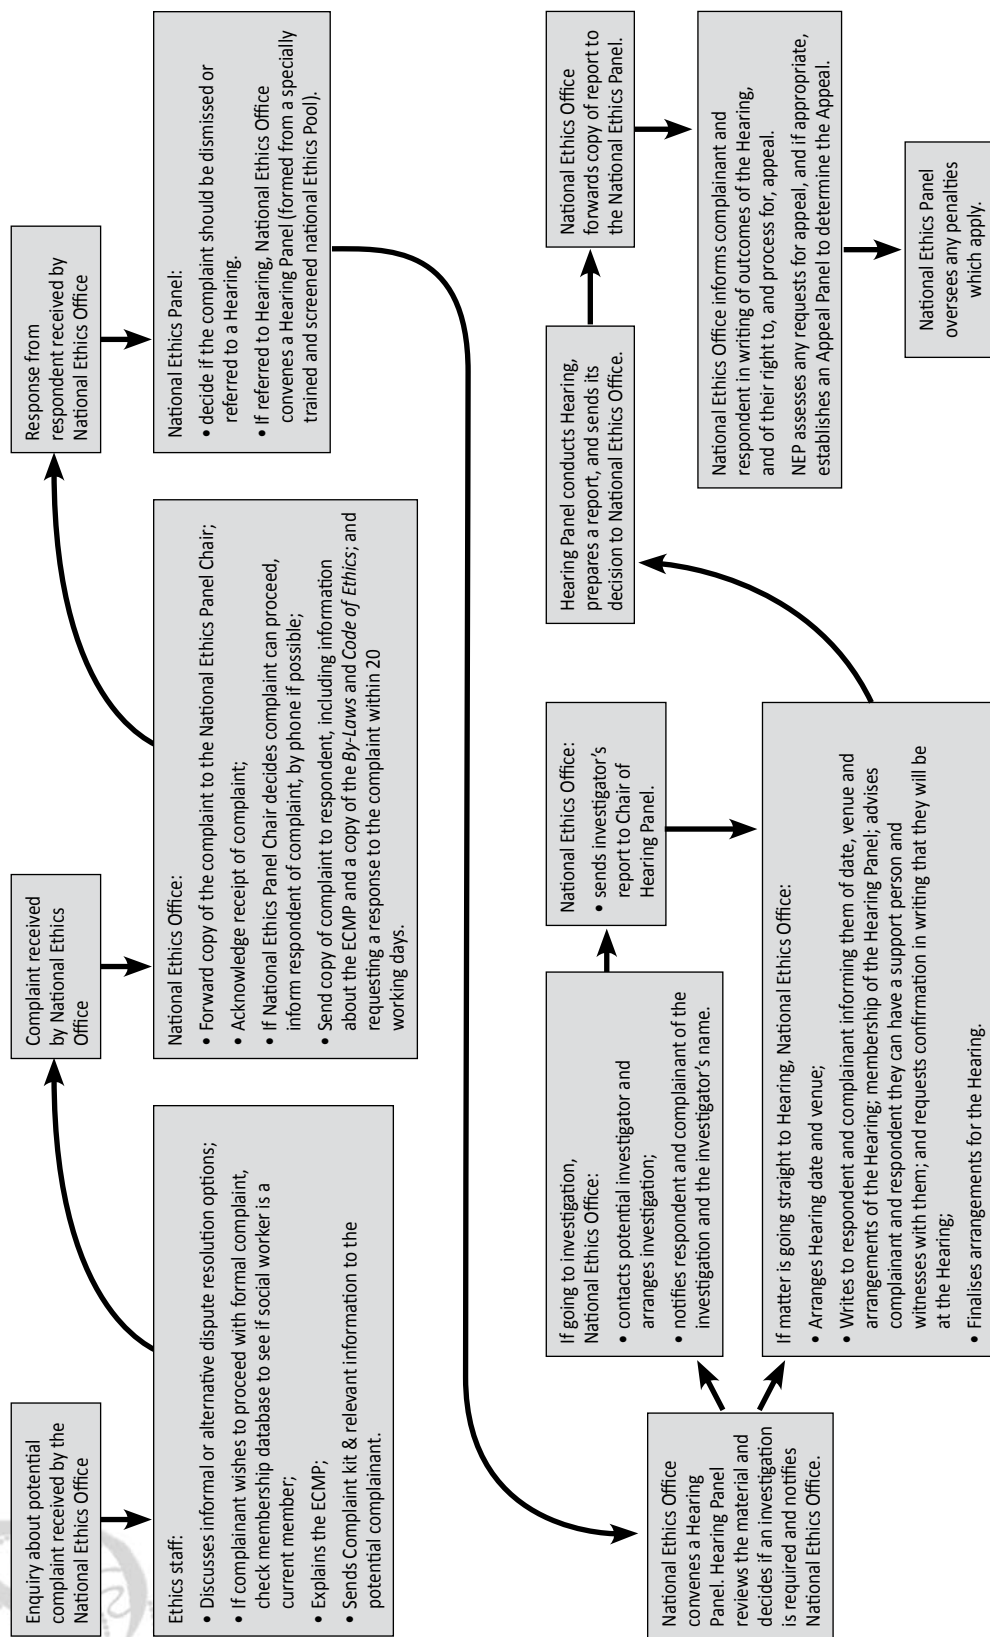 Enquiry about potential
complaint received by the
National Ethics Office
Ethics staff:
• Discusses informal or alternative dispute resolution options;
• If complainant wishes to proceed with formal complaint,
check membership database to see if social worker is a
current member;
• Explains the ECMP;
• Sends Complaint kit & relevant information to the
potential complainant.
Complaint received
by National Ethics
Office
National Ethics Office:
• Forward copy of the complaint to the National Ethics Panel Chair;
• Acknowledge receipt of complaint;
• If National Ethics Panel Chair decides complaint can proceed,
inform respondent of complaint, by phone if possible;
• Send copy of complaint to respondent, including information
about the ECMP and a copy of the By-Laws and Code of Ethics; and
requesting a response to the complaint within 20
working days.
Response from
respondent received by
National Ethics Office
National Ethics Panel:
• decide if the complaint should be dismissed or
referred to a Hearing.
• If referred to Hearing, National Ethics Office
convenes a Hearing Panel (formed from a specially
trained and screened national Ethics Pool).
National Ethics Office
convenes a Hearing
Panel. Hearing Panel
reviews the material and
decides if an investigation
is required and notifies
National Ethics Office.
If going to investigation,
National Ethics Office:
• contacts potential investigator and
arranges investigation;
• notifies respondent and complainant of the
investigation and the investigator's name.
National Ethics Office:
• sends investigator's
report to Chair of
Hearing Panel.
If matter is going straight to Hearing, National Ethics Office:
• Arranges Hearing date and venue;
• Writes to respondent and complainant informing them of date, venue and
arrangements of the Hearing; membership of the Hearing Panel; advises
complainant and respondent they can have a support person and
witnesses with them; and requests confirmation in writing that they will be
at the Hearing;
• Finalises arrangements for the Hearing.
Hearing Panel conducts Hearing,
prepares a report, and sends its
decision to National Ethics Office.
National Ethics Office
forwards copy of report to
the National Ethics Panel.
National Ethics Office informs complainant and
respondent in writing of outcomes of the Hearing,
and of their right to, and process for, appeal.
NEP assesses any requests for appeal, and if appropriate,
establishes an Appeal Panel to determine the Appeal.
National Ethics Panel
oversees any penalties
which apply.